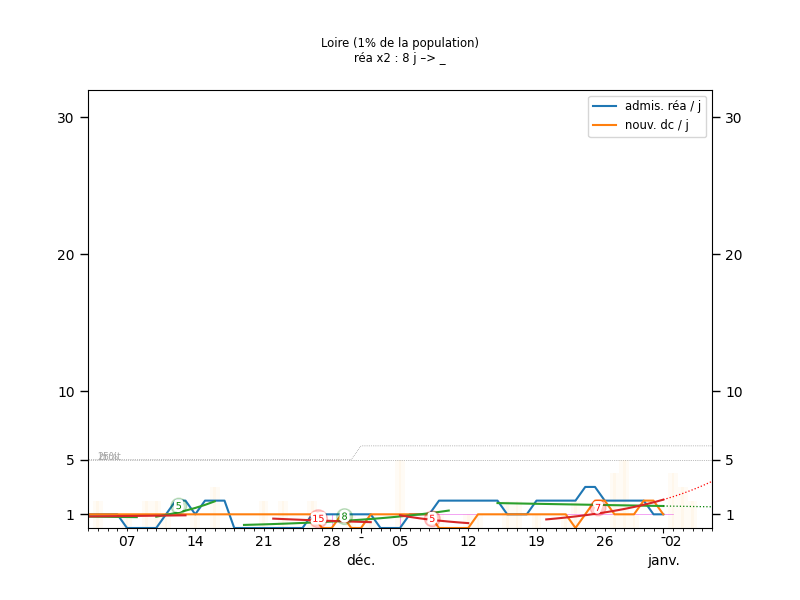 Loire (1% de la population)
réa x2 : 8 j –> _
admis. réa / j
nouv. dc / j
30 30
20 20
10 10
5 5
1 1
5 15 8 5 7
07 14 21 28 - 05 12 19 26 02
déc. janv.